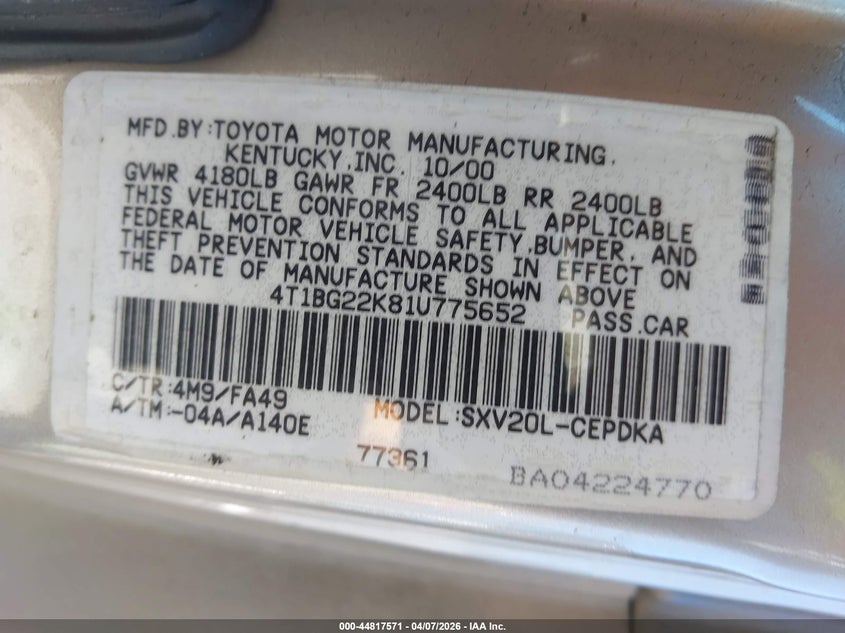 MFD.BY:TOYOTA MOTOR MANUFACTURING,
KENTUCKY,INC. 10/00
GVWR 4180LB GAWR FR 2400LB RR 2400LB
THIS VEHICLE CONFORMS TO ALL APPLICABLE
FEDERAL MOTOR VEHICLE SAFETY,BUMPER, AND
THEFT PREVENTION STANDARDS IN EFFECT ON
THE DATE OF MANUFACTURE SHOWN ABOVE
4T1BG22K81U775652 PASS.CAR
C/TR:4M9/FA49
A/TM:-04A/A140E MODEL:SXV20L-CEPDKA
77361
BA04224770
000-44817571 - 04/07/2026 - IAA Inc.